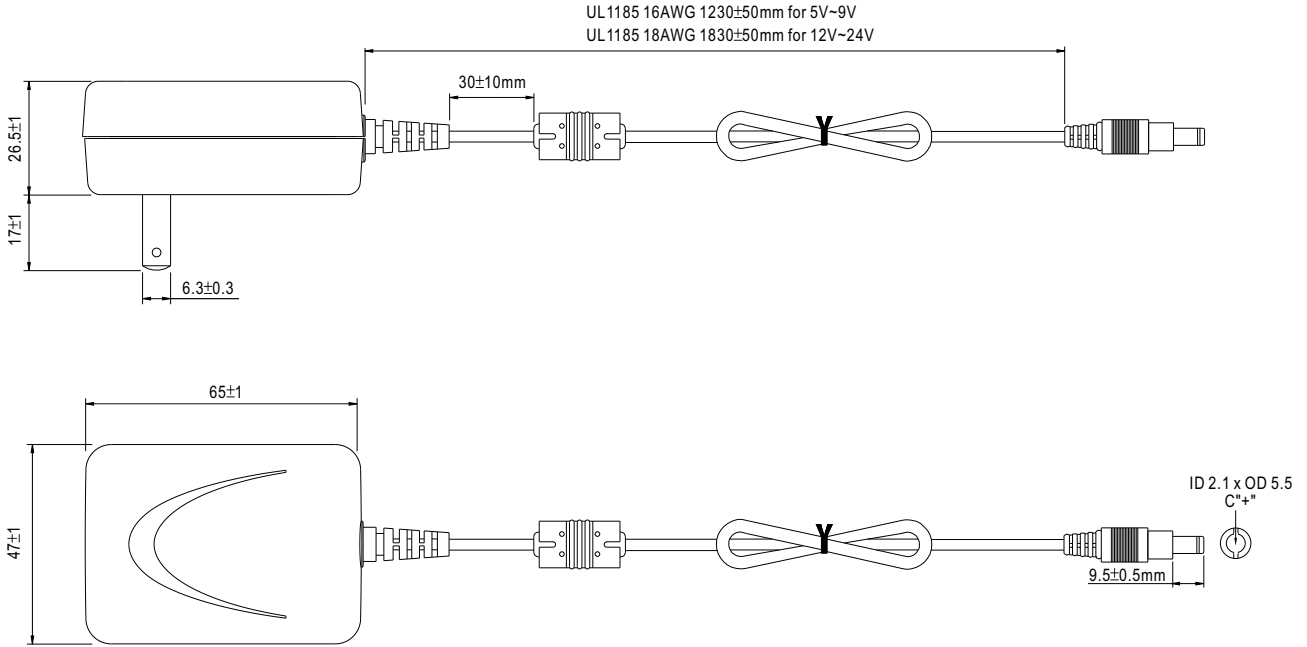 UL1185 16AWG 1230±50mm for 5V~9V
UL1185 18AWG 1830±50mm for 12V~24V
30±10mm
26.5±1
17±1
6.3±0.3
65±1
47±1
ID 2.1 x OD 5.5
C"+"
9.5±0.5mm